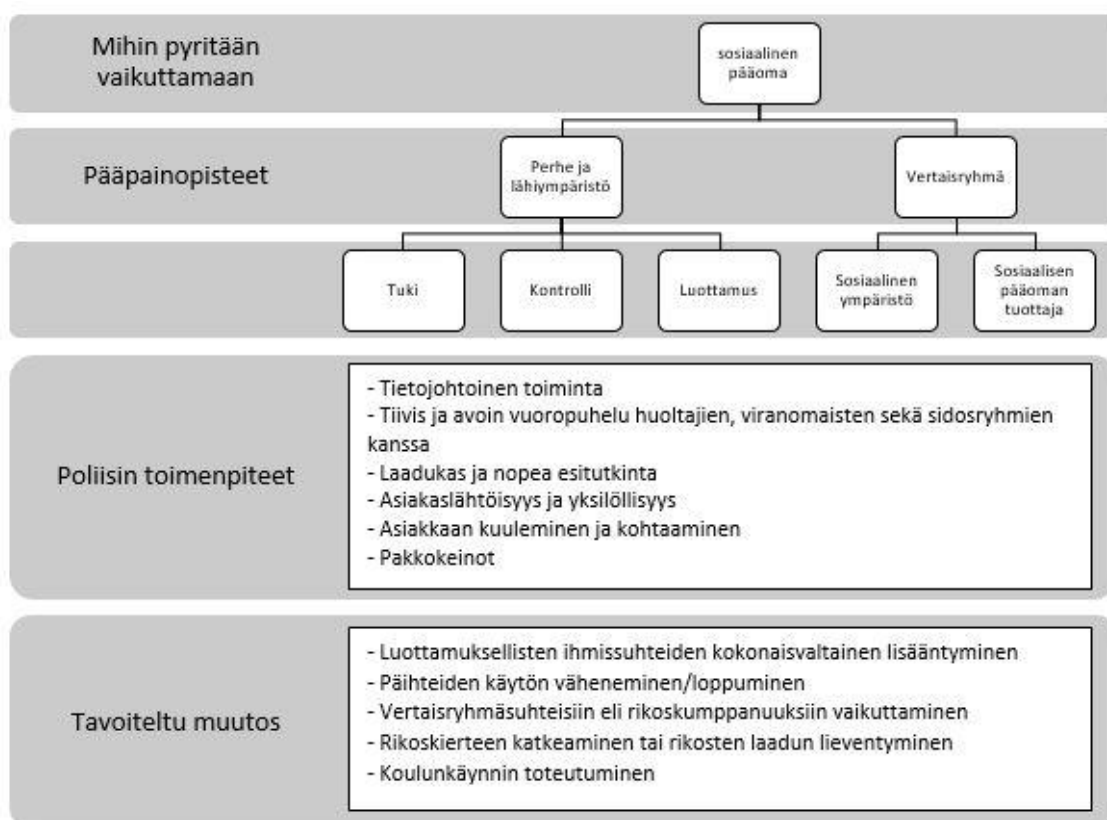 Mihin pyritään
vaikuttamaan
sosiaalinen
pääoma
Pääpainopisteet
Perhe ja
lähiympäristö
Vertaisryhmä
Tuki
Kontrolli
Luottamus
Sosiaalinen
ympäristö
Sosiaalisen
pääoman
tuottaja
Poliisin toimenpiteet
- Tietojohtoinen toiminta
- Tiivis ja avoin vuoropuhelu huoltajien, viranomaisten sekä sidosryhmien
kanssa
- Laadukas ja nopea esitutkinta
- Asiakaslähtöisyys ja yksilöllisyys
- Asiakkaan kuuleminen ja kohtaaminen
- Pakkokeinot
Tavoiteltu muutos
- Luottamuksellisten ihmissuhteiden kokonaisvaltainen lisääntyminen
- Päihteiden käytön väheneminen/loppuminen
- Vertaisryhmäsuhteisiin eli rikoskumppanuuksiin vaikuttaminen
- Rikoskierteen katkeaminen tai rikosten laadun lieventyminen
- Koulunkäynnin toteutuminen